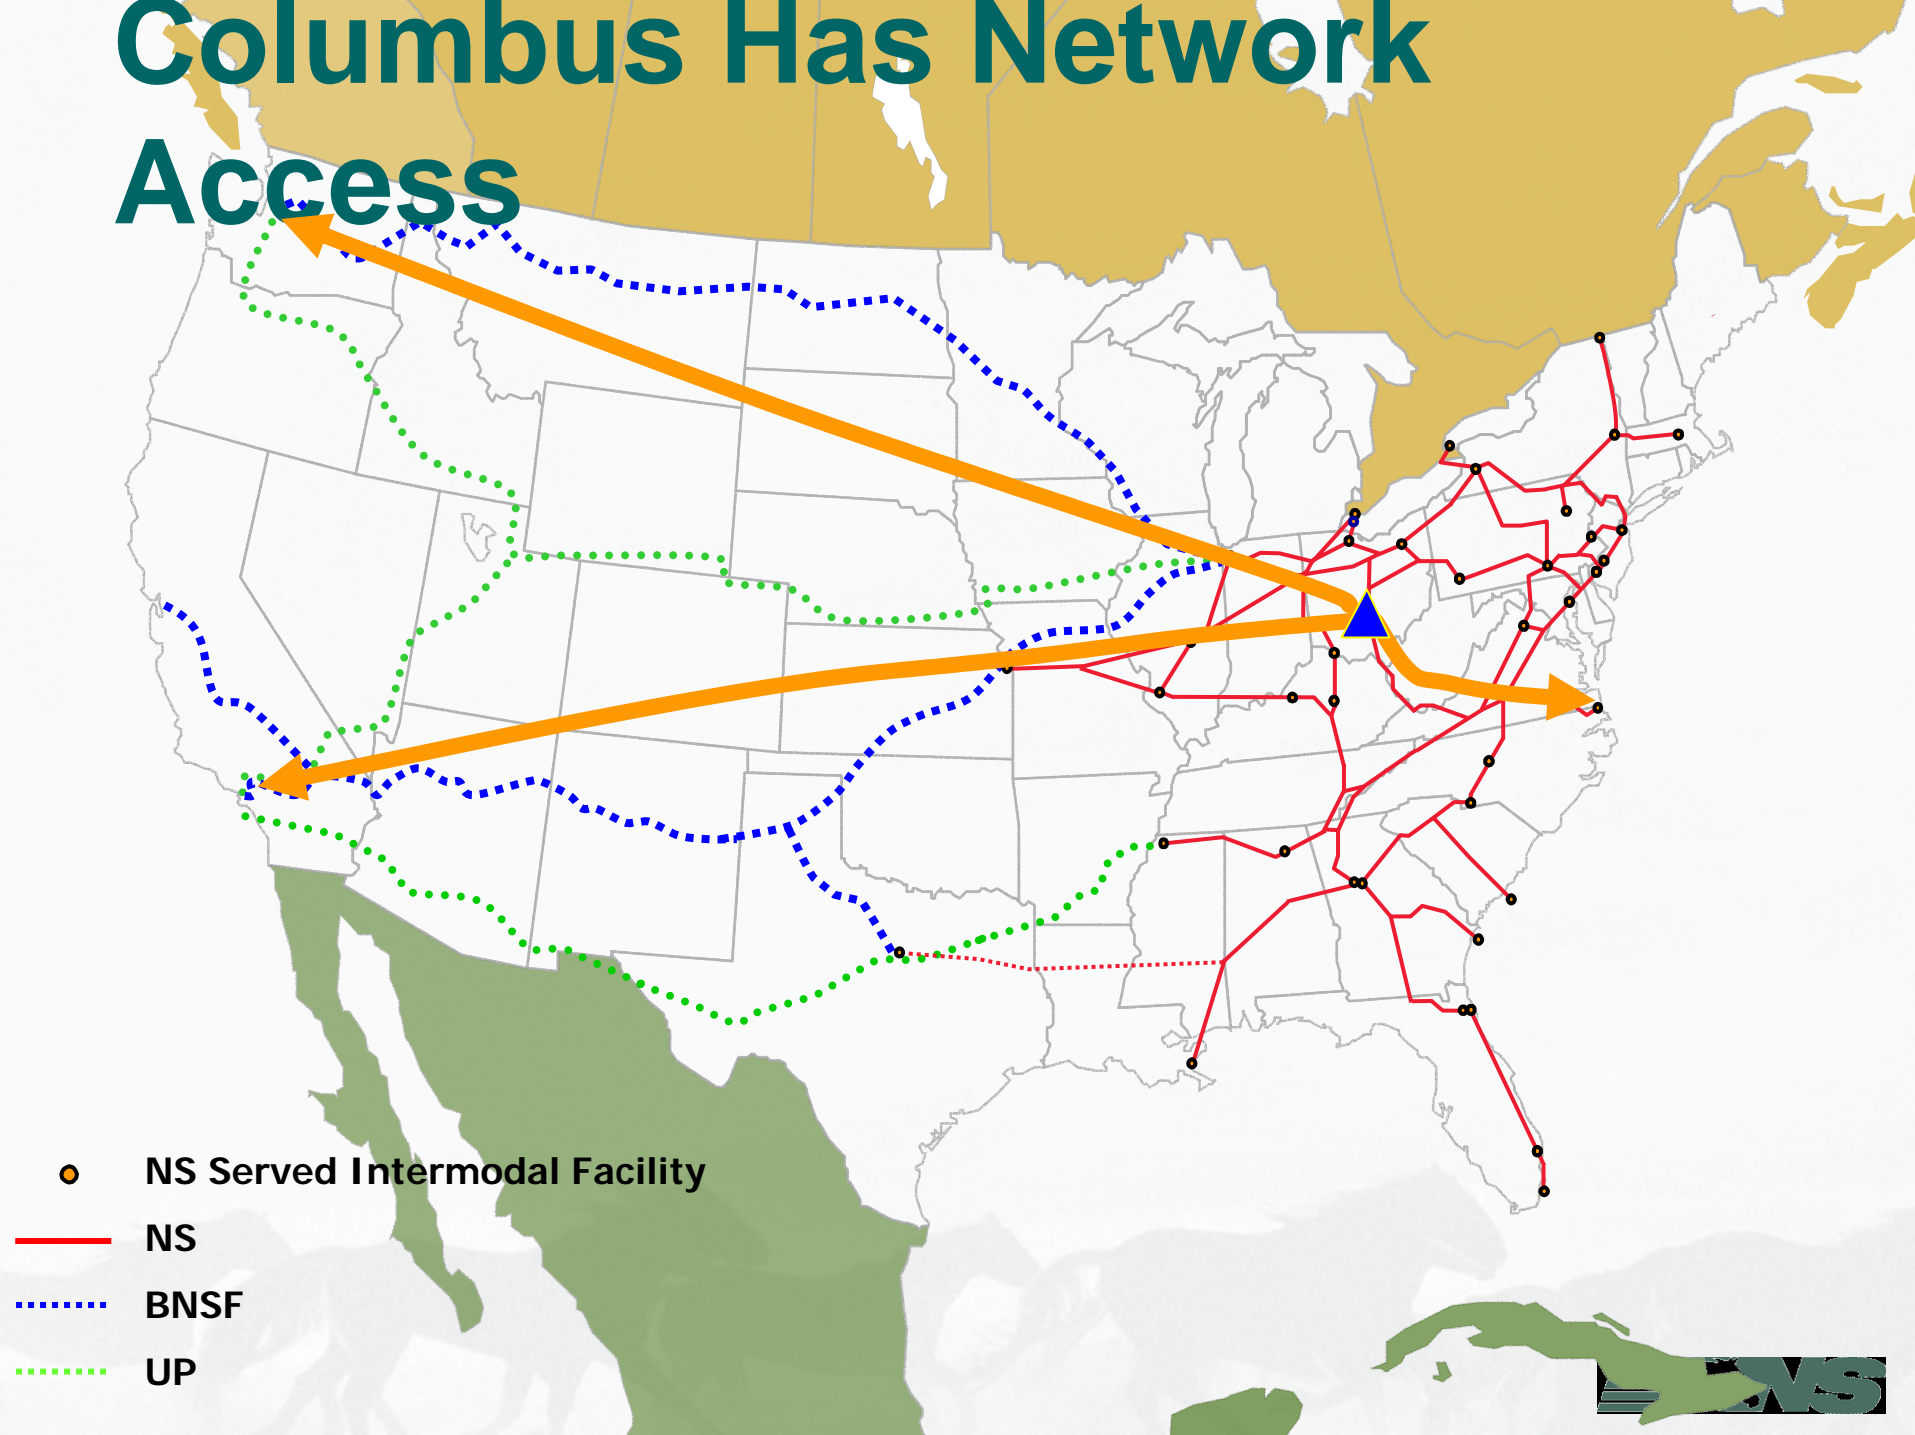 Columbus Has Network
Access
NS Served Intermodal Facility
NS
BNSF
UP
NS